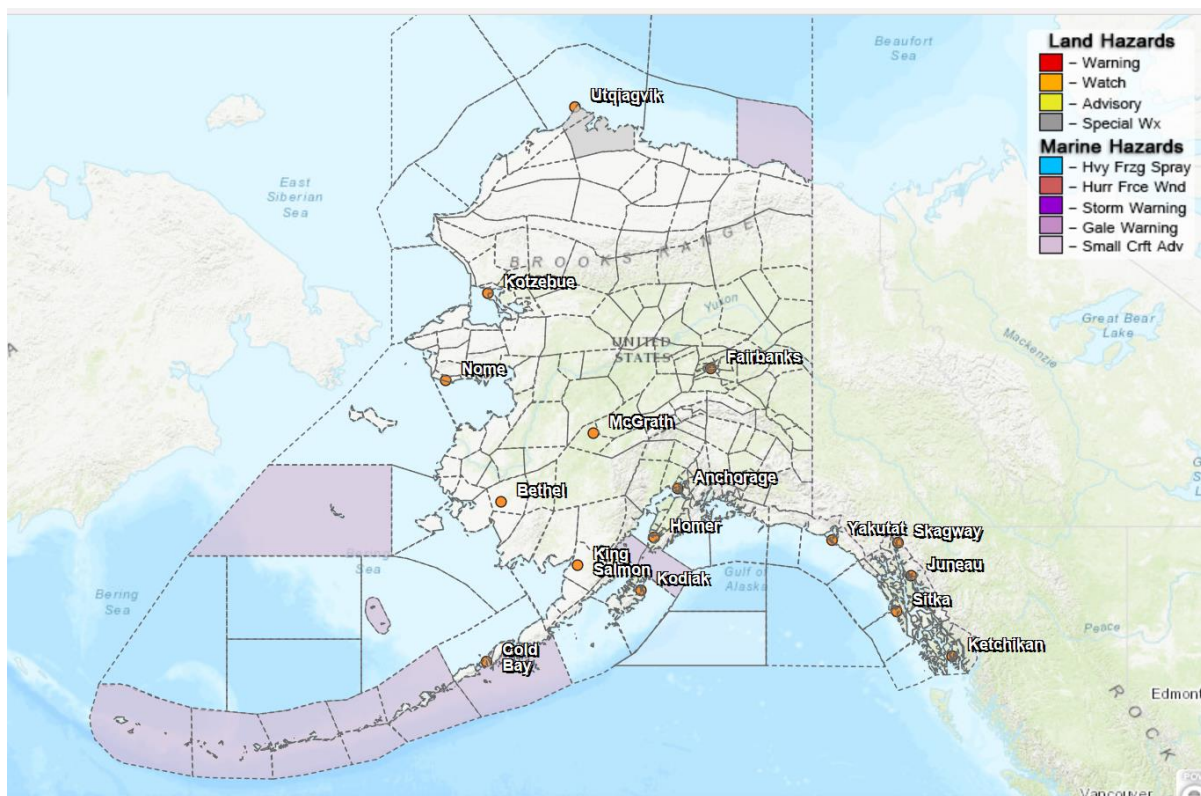 Beaufort
Sea
Land Hazards
– Warning
– Watch
– Advisory
– Special Wx
Marine Hazards
– Hvy Frzg Spray
– Hurr Frce Wnd
– Storm Warning
– Gale Warning
– Small Crft Adv
Utqiagvik
East
Siberian
Sea
BROOKS RANGE
Kotzebue
Yukon
Great Bear
Lake
Mackenzie
UNITED
STATES
Fairbanks
Nome
McGrath
Anchorage
Bethel
Homer
Yakutat
Skagway
King
Salmon
Kodiak
Gulf of
Alaska
Juneau
Bering
Sea
Bering
Sea
Sitka
Peace
Cold
Bay
Ketchikan
Edmont
ROCK
Vancouver